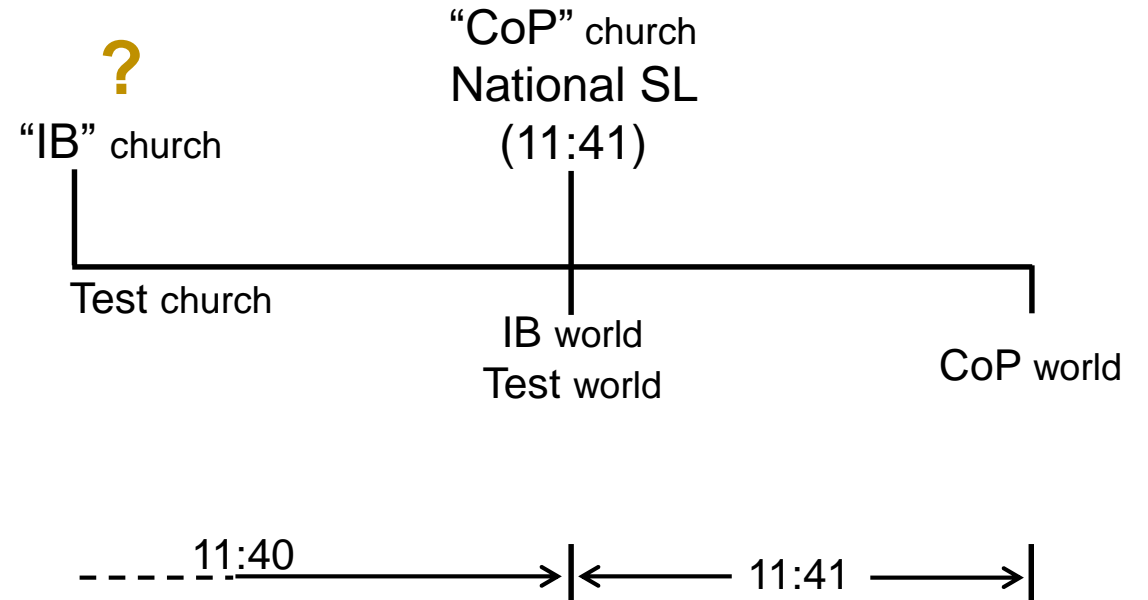 ?
“IB” church
“CoP” church
National SL
(11:41)
Test church
IB world
Test world
CoP world
11:40
11:41